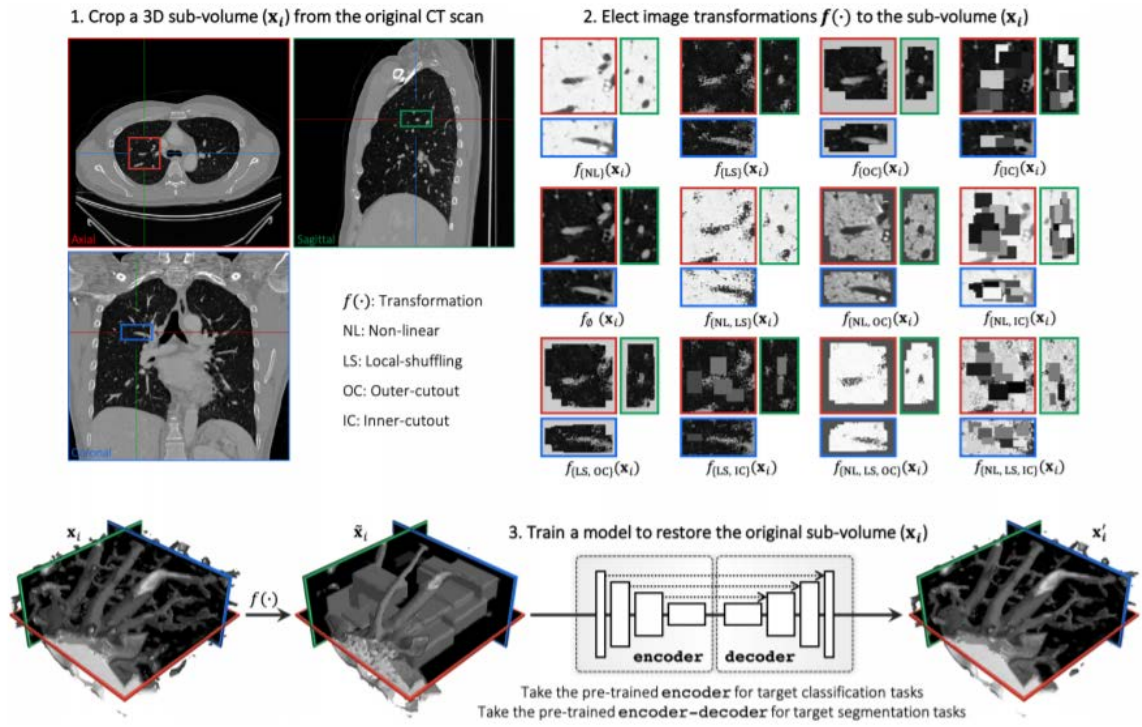 1. Crop a 3D sub-volume (xᵢ) from the original CT scan
2. Elect image transformations f(·) to the sub-volume (xᵢ)
Axial
Sagittal
Coronal
f(·): Transformation
NL: Non-linear
LS: Local-shuffling
OC: Outer-cutout
IC: Inner-cutout
f{NL}(xᵢ) f{LS}(xᵢ) f{OC}(xᵢ) f{IC}(xᵢ)
f∅ (xᵢ) f{NL, LS}(xᵢ) f{NL, OC}(xᵢ) f{NL, IC}(xᵢ)
f{LS, OC}(xᵢ) f{LS, IC}(xᵢ) f{NL, LS, OC}(xᵢ) f{NL, LS, IC}(xᵢ)
3. Train a model to restore the original sub-volume (xᵢ)
xᵢ
f(·)
x̃ᵢ
encoder decoder
x′ᵢ
Take the pre-trained encoder for target classification tasks
Take the pre-trained encoder-decoder for target segmentation tasks